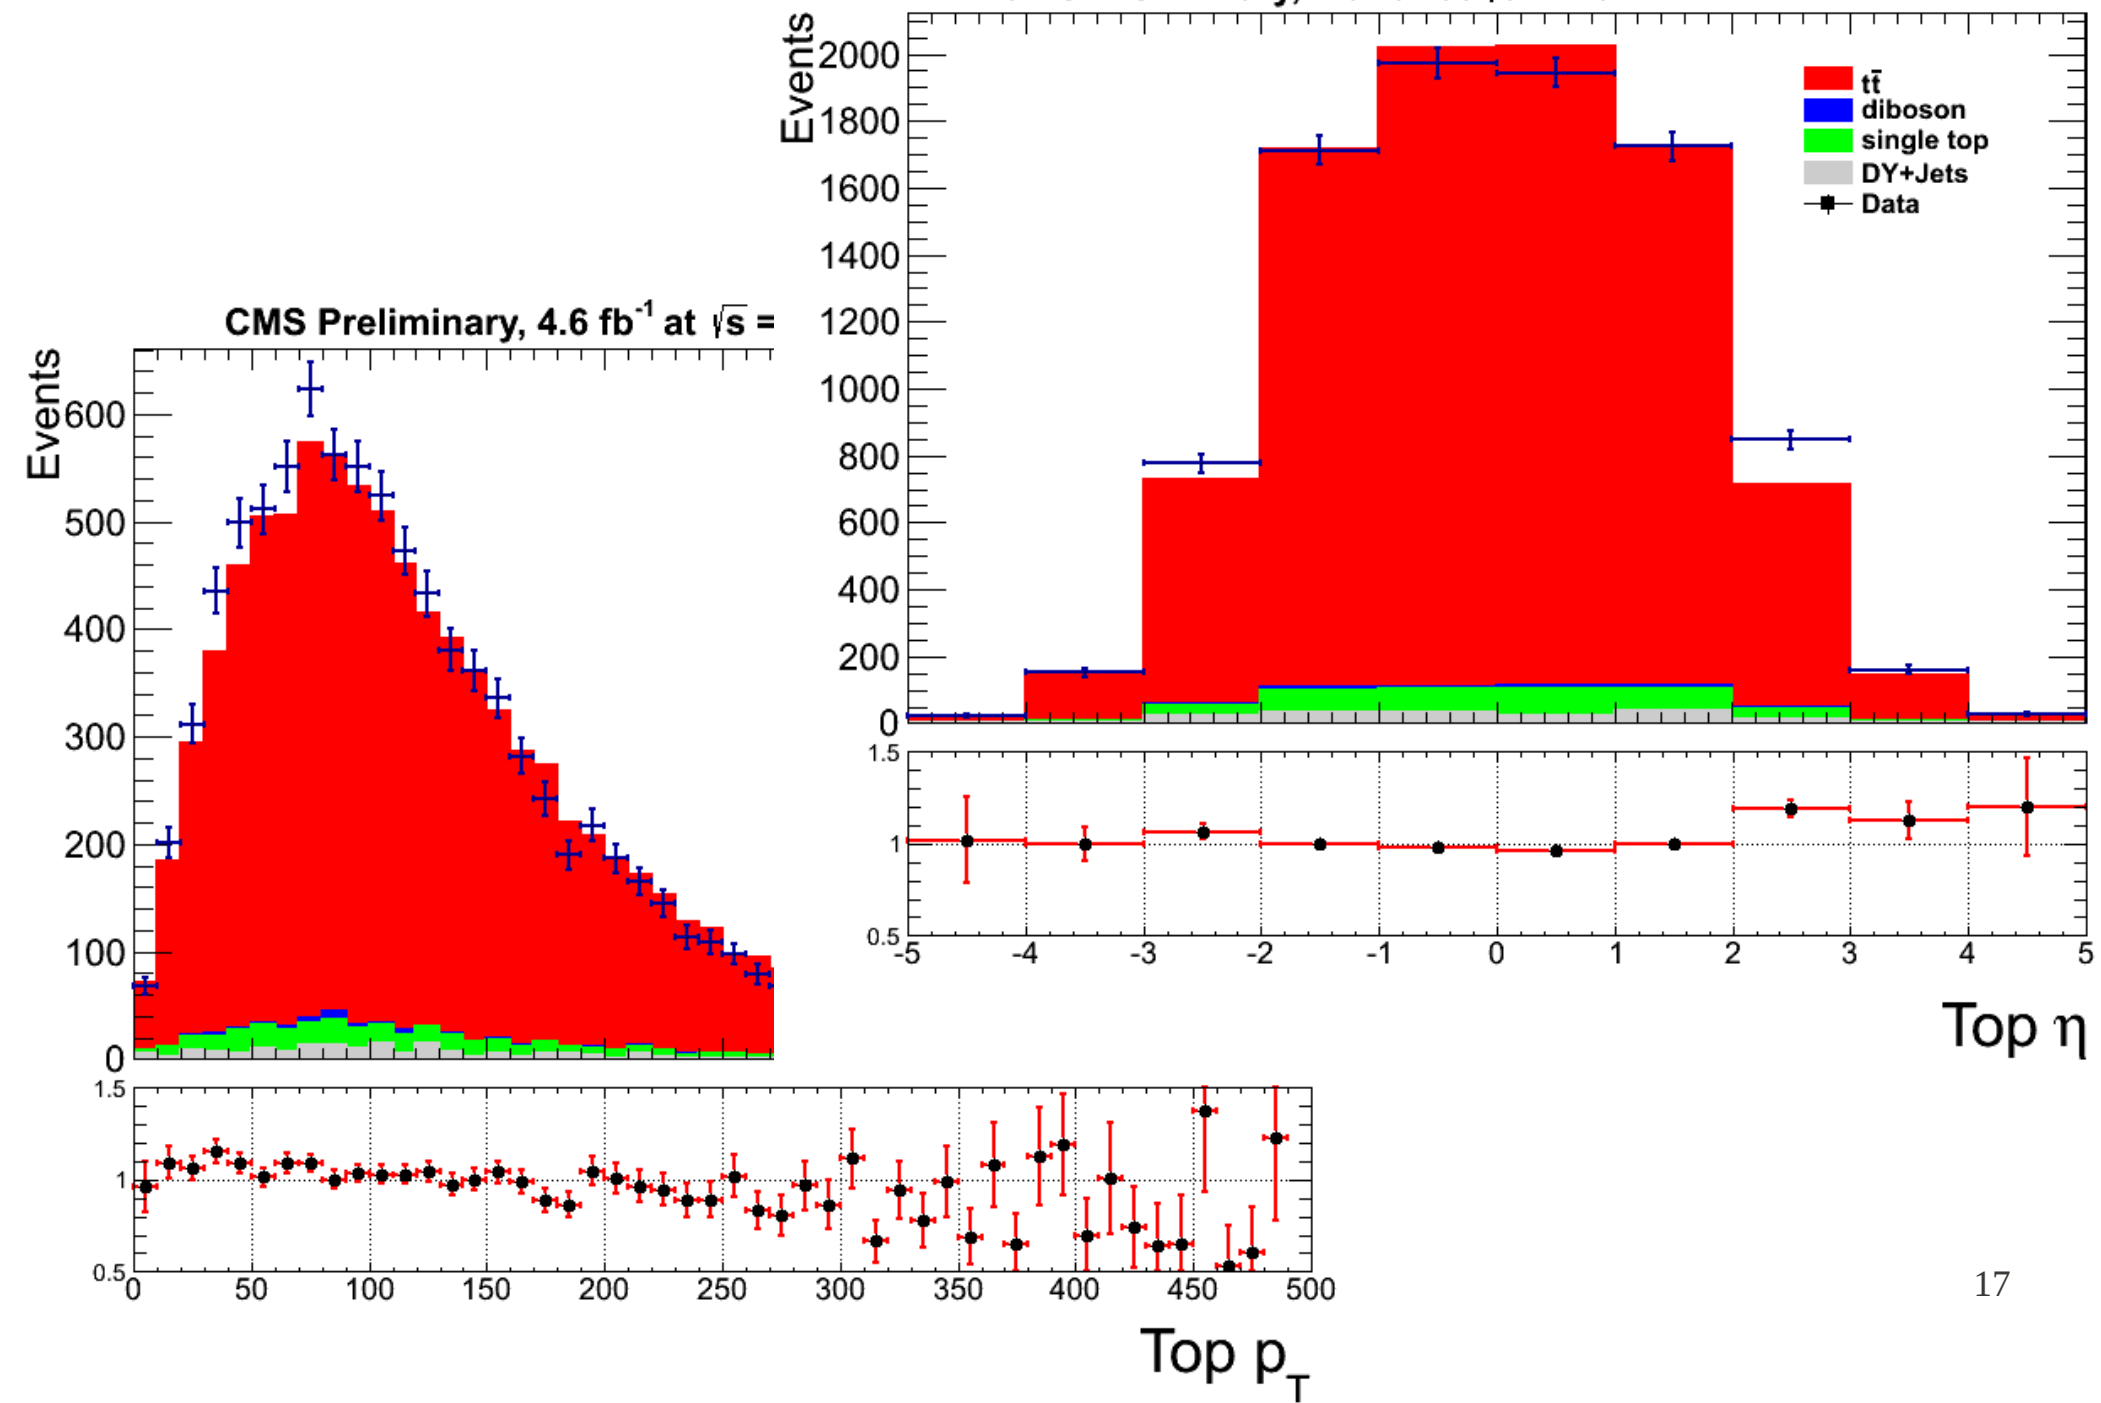 CMS Preliminary, 4.6 fb-1 at √s =
Events
600
500
400
300
200
100
0
1.5
1
0.5
0 50 100 150 200 250 300 350 400 450 500
Top pT
Events
2000
1800
1600
1400
1200
1000
800
600
400
200
0
tt̄
diboson
single top
DY+Jets
Data
1.5
1
0.5
-5 -4 -3 -2 -1 0 1 2 3 4 5
Top η
17